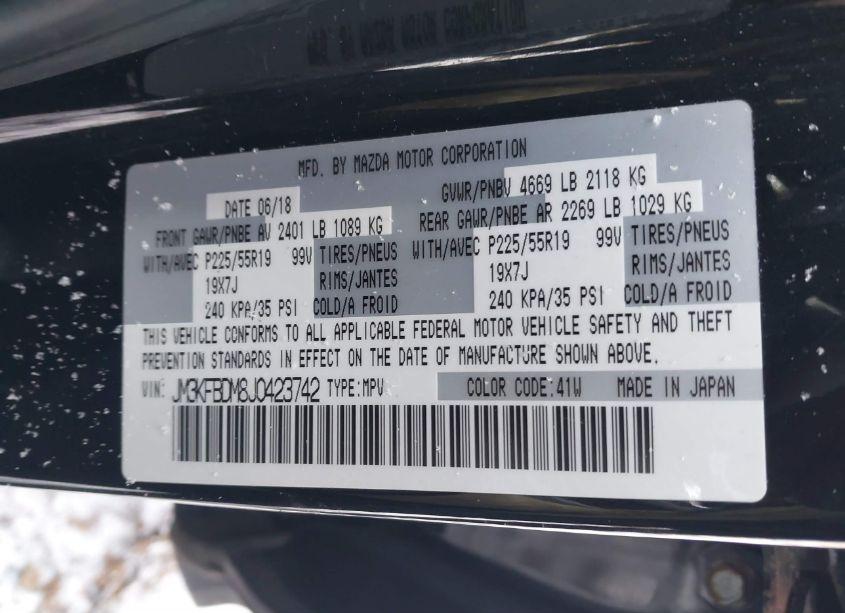 MFD. BY MAZDA MOTOR CORPORATION
DATE 06/18 GVWR/PNBV 4669 LB 2118 KG
FRONT GAWR/PNBE AV 2401 LB 1089 KG REAR GAWR/PNBE AR 2269 LB 1029 KG
WITH/AVEC P225/55R19 99V TIRES/PNEUS WITH/AVEC P225/55R19 99V TIRES/PNEUS
19X7J RIMS/JANTES 19X7J RIMS/JANTES
240 KPA/35 PSI COLD/A FROID 240 KPA/35 PSI COLD/A FROID
THIS VEHICLE CONFORMS TO ALL APPLICABLE FEDERAL MOTOR VEHICLE SAFETY AND THEFT
PREVENTION STANDARDS IN EFFECT ON THE DATE OF MANUFACTURE SHOWN ABOVE.
VIN: JM3KFBDM8J0423742 TYPE:MPV COLOR CODE:41W MADE IN JAPAN